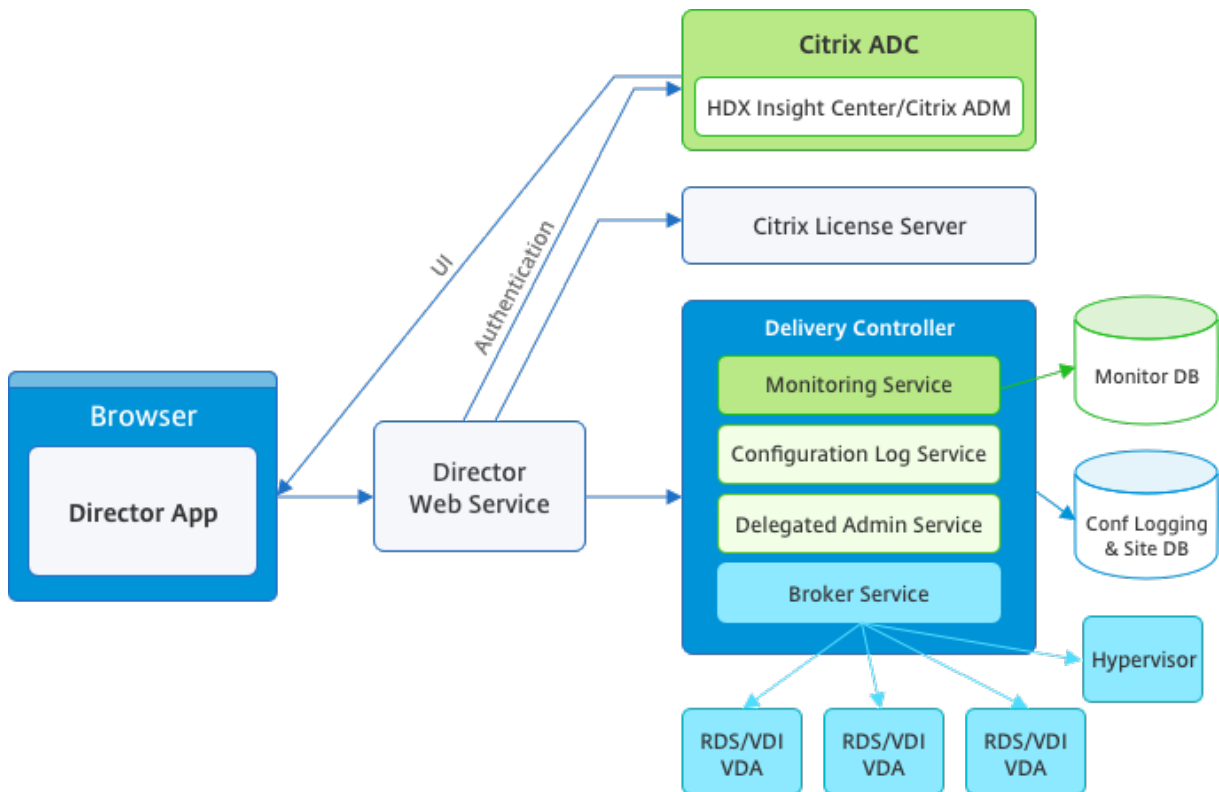 Citrix ADC
HDX Insight Center/Citrix ADM
Citrix License Server
UI
Authentication
Delivery Controller
Monitoring Service
Configuration Log Service
Delegated Admin Service
Broker Service
Monitor DB
Conf Logging
& Site DB
Browser
Director App
Director
Web Service
Hypervisor
RDS/VDI
VDA
RDS/VDI
VDA
RDS/VDI
VDA